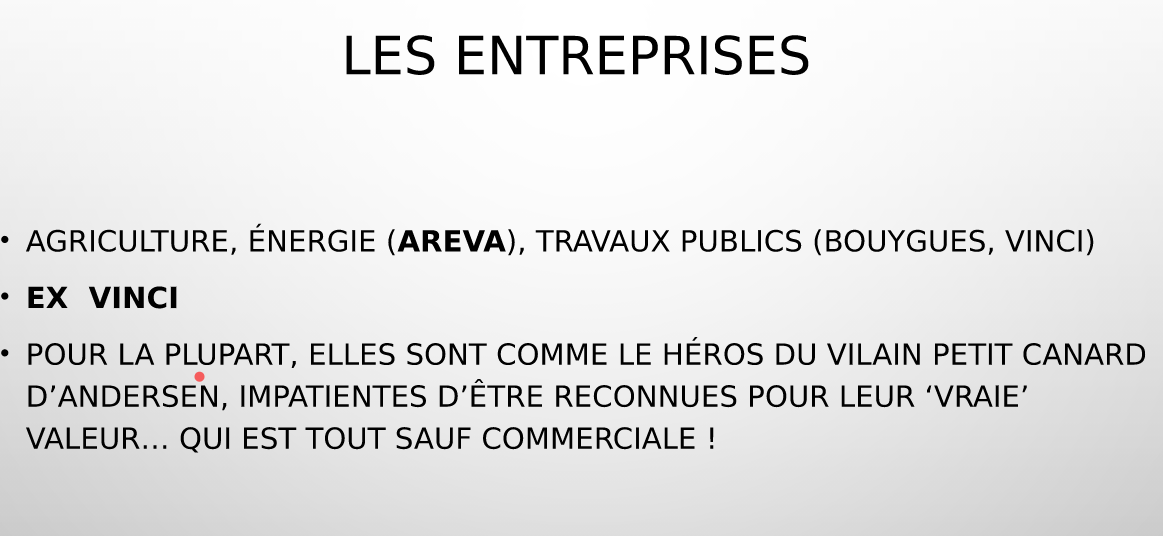 LES ENTREPRISES
• AGRICULTURE, ÉNERGIE (AREVA), TRAVAUX PUBLICS (BOUYGUES, VINCI)
• EX  VINCI
• POUR LA PLUPART, ELLES SONT COMME LE HÉROS DU VILAIN PETIT CANARD
D’ANDERSEN, IMPATIENTES D’ÊTRE RECONNUES POUR LEUR ‘VRAIE’
VALEUR… QUI EST TOUT SAUF COMMERCIALE !